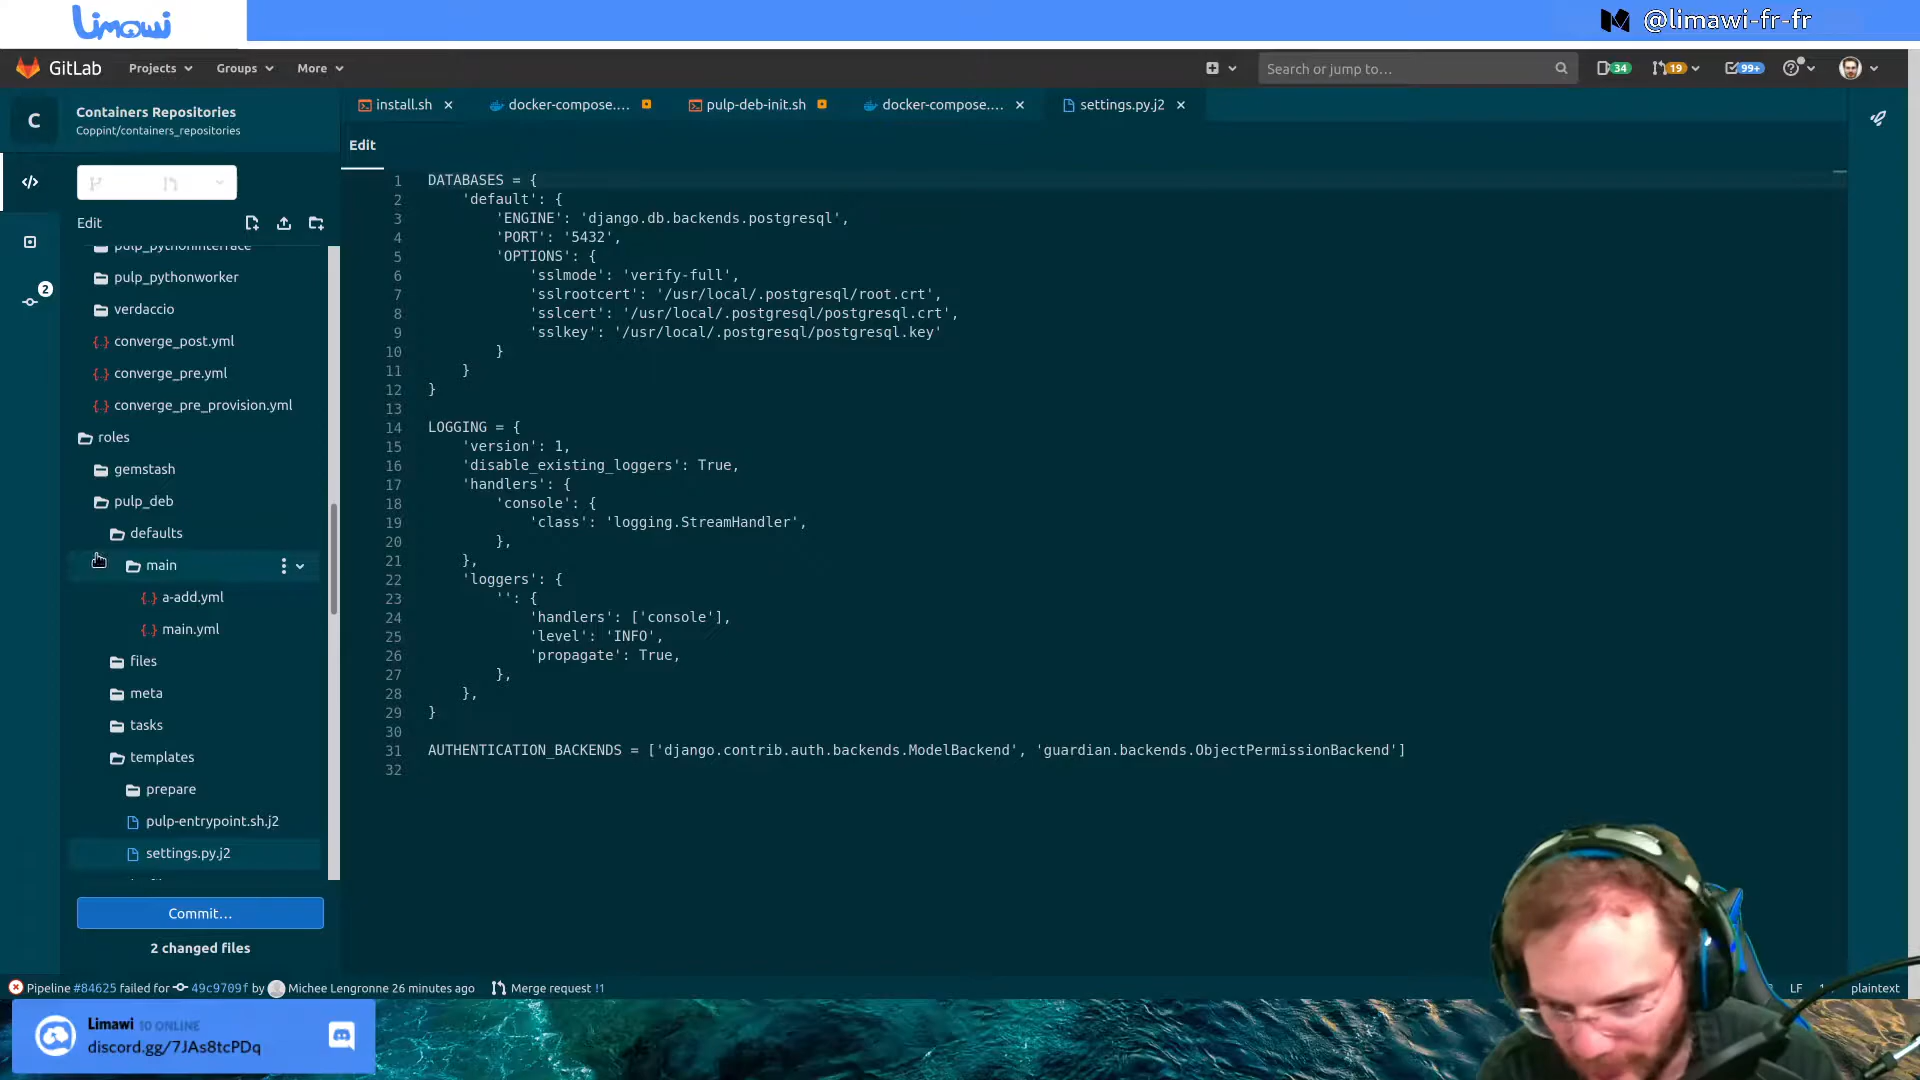 Limawi
@limawi-fr-fr
GitLab
Projects
Groups
More
Search or jump to…
34
19
99+
C
Containers Repositories
Coppint/containers_repositories
install.sh
docker-compose....
pulp-deb-init.sh
docker-compose....
settings.py.j2
Edit
Edit
2
pulp_pythoninterface
pulp_pythonworker
verdaccio
converge_post.yml
converge_pre.yml
converge_pre_provision.yml
roles
gemstash
pulp_deb
defaults
main
a-add.yml
main.yml
files
meta
tasks
templates
prepare
pulp-entrypoint.sh.j2
settings.py.j2
Commit…
2 changed files
1 DATABASES = {
2 'default': {
3 'ENGINE': 'django.db.backends.postgresql',
4 'PORT': '5432',
5 'OPTIONS': {
6 'sslmode': 'verify-full',
7 'sslrootcert': '/usr/local/.postgresql/root.crt',
8 'sslcert': '/usr/local/.postgresql/postgresql.crt',
9 'sslkey': '/usr/local/.postgresql/postgresql.key'
10 }
11 }
12 }
13
14 LOGGING = {
15 'version': 1,
16 'disable_existing_loggers': True,
17 'handlers': {
18 'console': {
19 'class': 'logging.StreamHandler',
20 },
21 },
22 'loggers': {
23 '': {
24 'handlers': ['console'],
25 'level': 'INFO',
26 'propagate': True,
27 },
28 },
29 }
30
31 AUTHENTICATION_BACKENDS = ['django.contrib.auth.backends.ModelBackend', 'guardian.backends.ObjectPermissionBackend']
32
Pipeline #84625 failed for 49c9709f by Michee Lengronne 26 minutes ago
Merge request !1
LF
plaintext
Limawi 10 ONLINE
discord.gg/7JAs8tcPDq